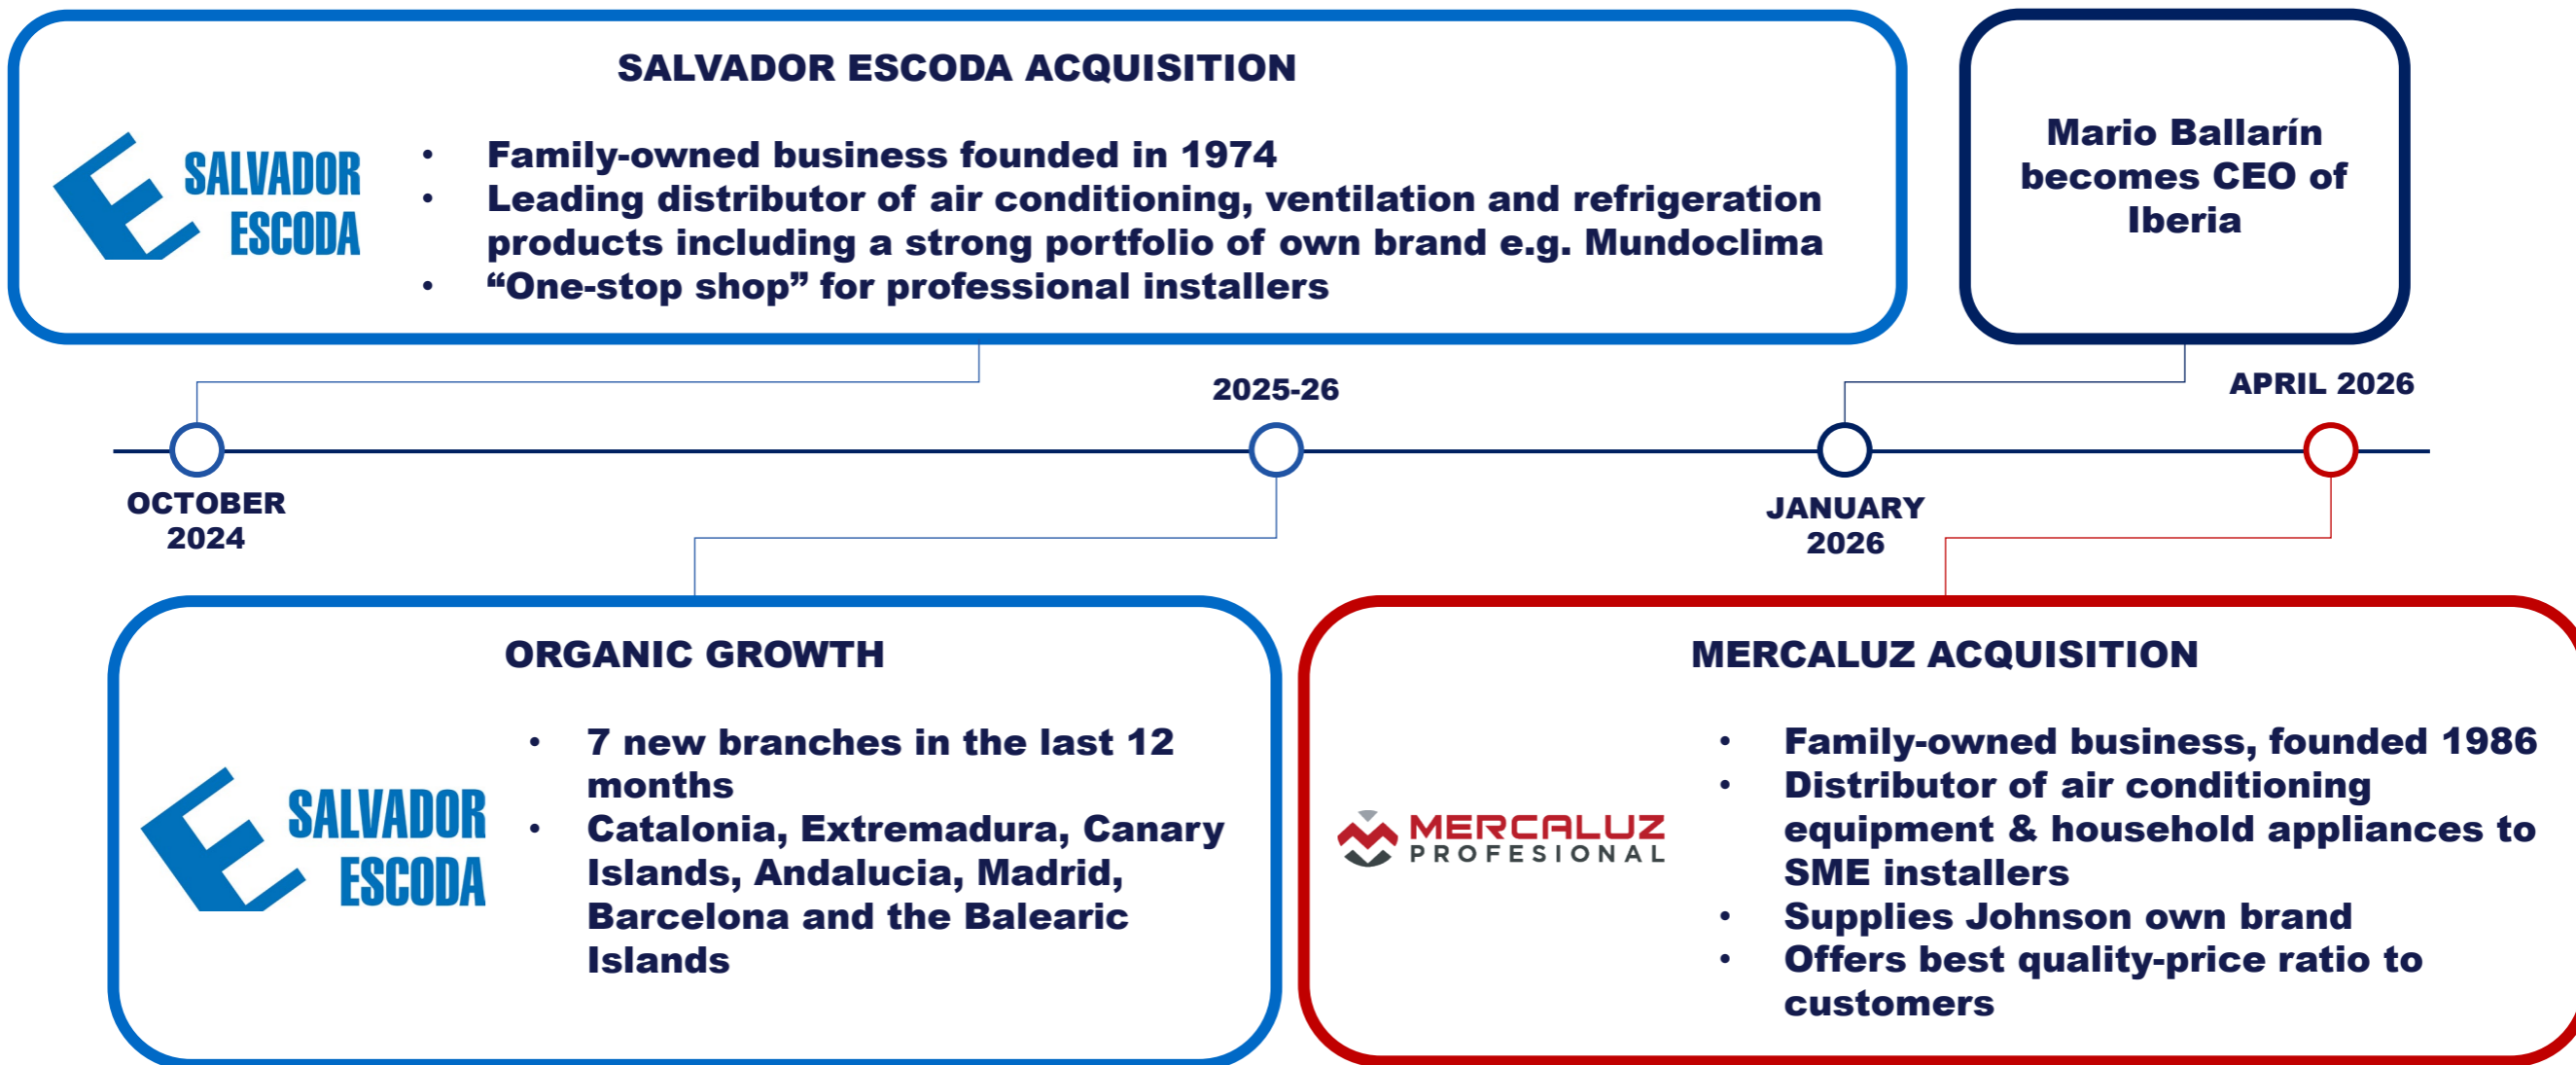 SALVADOR ESCODA ACQUISITION
SALVADOR
ESCODA
• Family-owned business founded in 1974
• Leading distributor of air conditioning, ventilation and refrigeration
products including a strong portfolio of own brand e.g. Mundoclima
• “One-stop shop” for professional installers
Mario Ballarín
becomes CEO of
Iberia
2025-26
APRIL 2026
OCTOBER
2024
JANUARY
2026
ORGANIC GROWTH
SALVADOR
ESCODA
• 7 new branches in the last 12
months
• Catalonia, Extremadura, Canary
Islands, Andalucia, Madrid,
Barcelona and the Balearic
Islands
MERCALUZ ACQUISITION
MERCALUZ
PROFESIONAL
• Family-owned business, founded 1986
• Distributor of air conditioning
equipment & household appliances to
SME installers
• Supplies Johnson own brand
• Offers best quality-price ratio to
customers